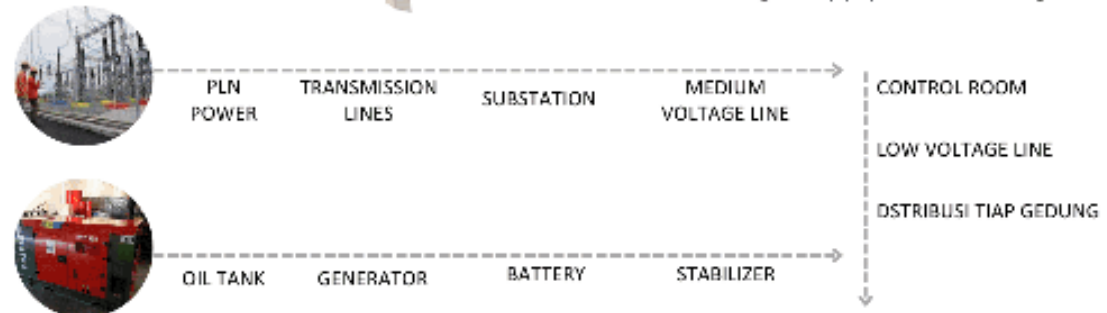 PLN
POWER
TRANSMISSION
LINES
SUBSTATION
MEDIUM
VOLTAGE LINE
CONTROL ROOM
LOW VOLTAGE LINE
DSTRIBUSI TIAP GEDUNG
OIL TANK
GENERATOR
BATTERY
STABILIZER